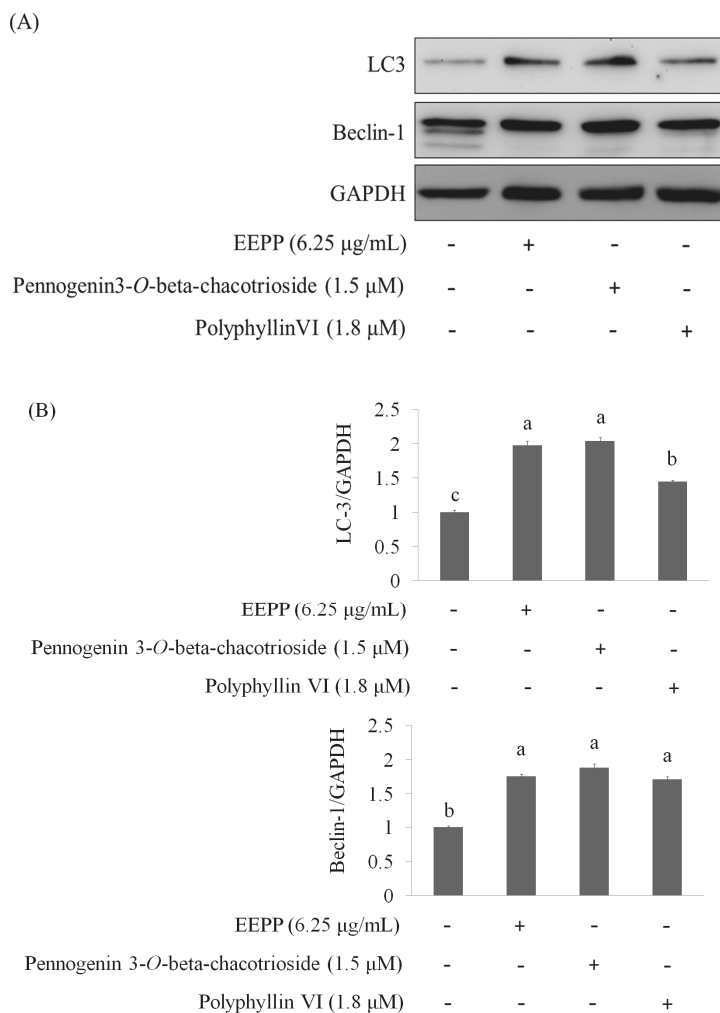 (A)
LC3
Beclin-1
GAPDH
EEPP (6.25 μg/mL) - + - -
Pennogenin3-O-beta-chacotrioside (1.5 μM) - - + -
PolyphyllinVI (1.8 μM) - - - +
(B)
LC-3/GAPDH
2.5
2
1.5
1
0.5
0
c a a b
EEPP (6.25 μg/mL) - + - -
Pennogenin 3-O-beta-chacotrioside (1.5 μM) - - + -
Polyphyllin VI (1.8 μM) - - - +
Beclin-1/GAPDH
2.5
2
1.5
1
0.5
0
b a a a
EEPP (6.25 μg/mL) - + - -
Pennogenin 3-O-beta-chacotrioside (1.5 μM) - - + -
Polyphyllin VI (1.8 μM) - - - +